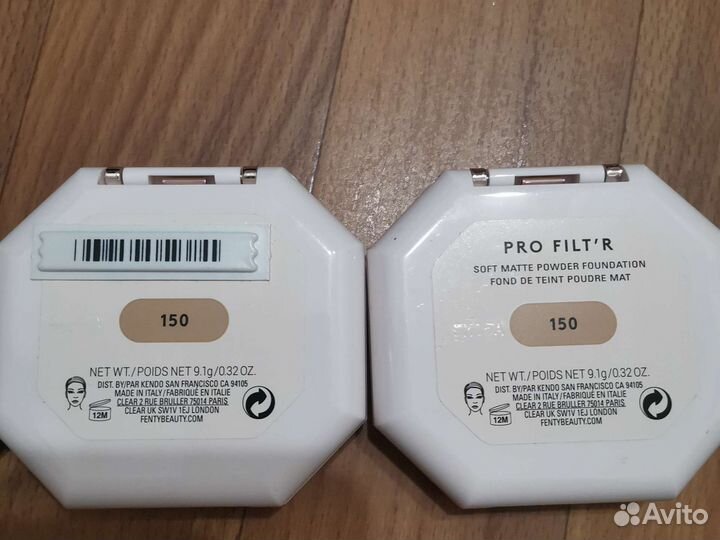 150
NET WT./POIDS NET 9.1g/0.32 OZ.
DIST. BY/PAR KENDO SAN FRANCISCO CA 94105
MADE IN ITALY/FABRIQUÉ EN ITALIE
CLEAR 2 RUE BRULLER 75014 PARIS
CLEAR UK SW1V 1EJ LONDON
FENTYBEAUTY.COM
12M
PRO FILT'R
SOFT MATTE POWDER FOUNDATION
FOND DE TEINT POUDRE MAT
150
NET WT./POIDS NET 9.1g/0.32 OZ.
DIST. BY/PAR KENDO SAN FRANCISCO CA 94105
MADE IN ITALY/FABRIQUÉ EN ITALIE
CLEAR 2 RUE BRULLER 75014 PARIS
CLEAR UK SW1V 1EJ LONDON
FENTYBEAUTY.COM
12M
Avito